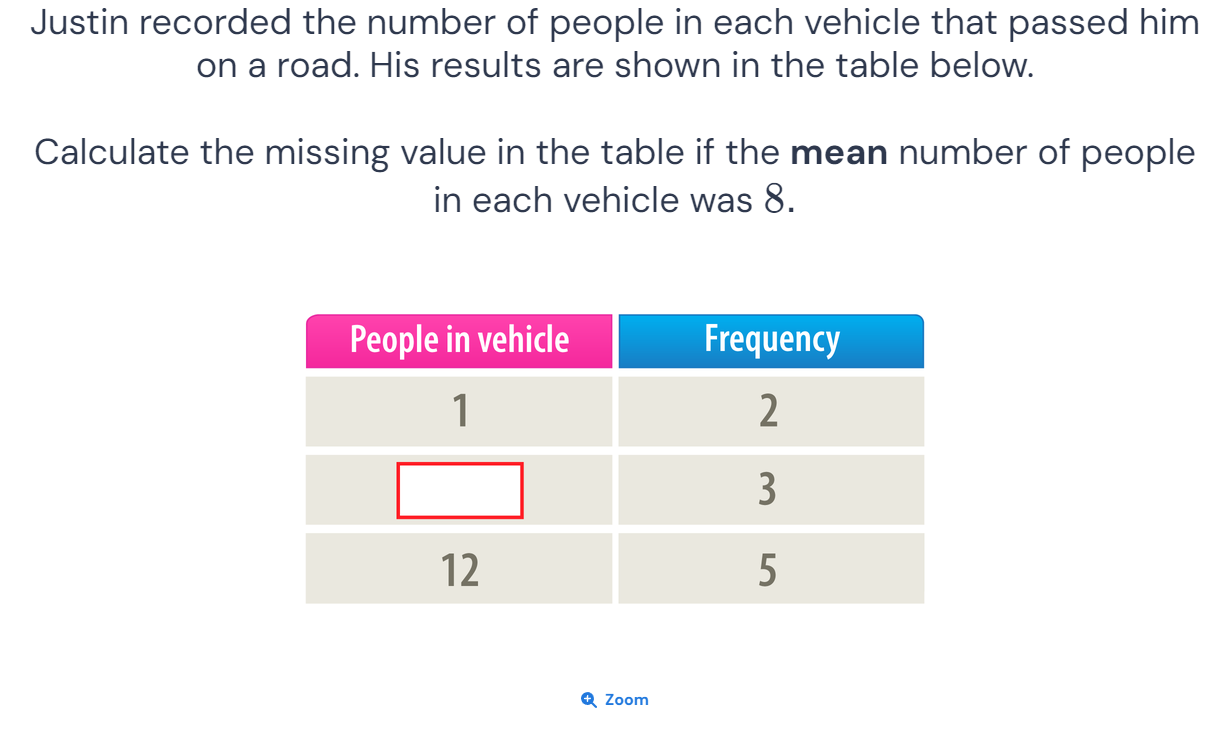 Justin recorded the number of people in each vehicle that passed him
on a road. His results are shown in the table below.
Calculate the missing value in the table if the mean number of people
in each vehicle was 8.
People in vehicle Frequency
1 2
3
12 5
Zoom